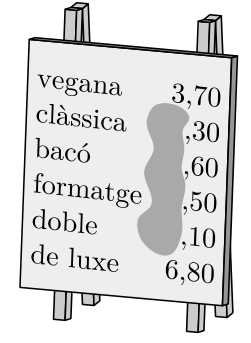 vegana 3,70
clàssica ,30
bacó ,60
formatge ,50
doble ,10
de luxe 6,80